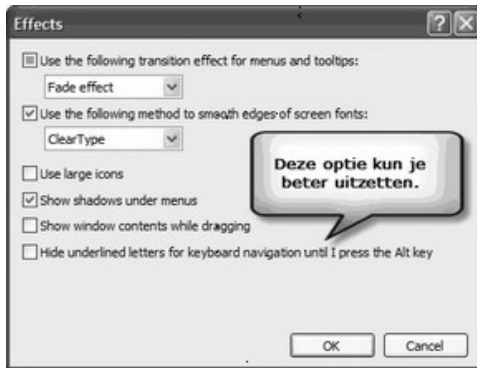 Effects
Use the following transition effect for menus and tooltips:
Fade effect
Use the following method to smooth edges of screen fonts:
ClearType
Deze optie kun je
beter uitzetten.
Use large icons
Show shadows under menus
Show window contents while dragging
Hide underlined letters for keyboard navigation until I press the Alt key
OK Cancel